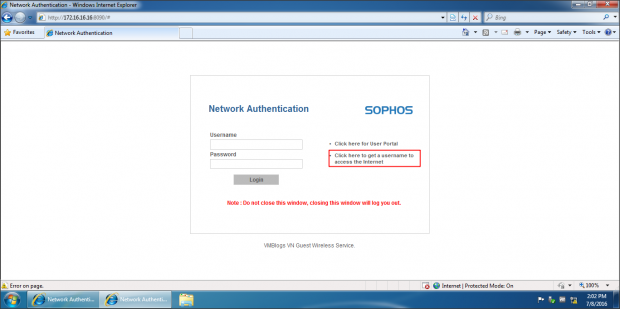 Network Authentication - Windows Internet Explorer
http://172.16.16.16:8090/#
Bing
Favorites
Network Authentication
Page
Safety
Tools
Network Authentication
SOPHOS
Username
Password
Login
Click here for User Portal
Click here to get a username to
access the Internet
Note : Do not close this window, closing this window will log you out.
VMBlogs VN Guest Wireless Service
Error on page.
Internet | Protected Mode: On
100%
Network Authenti...
Network Authenti...
2:02 PM
7/8/2016